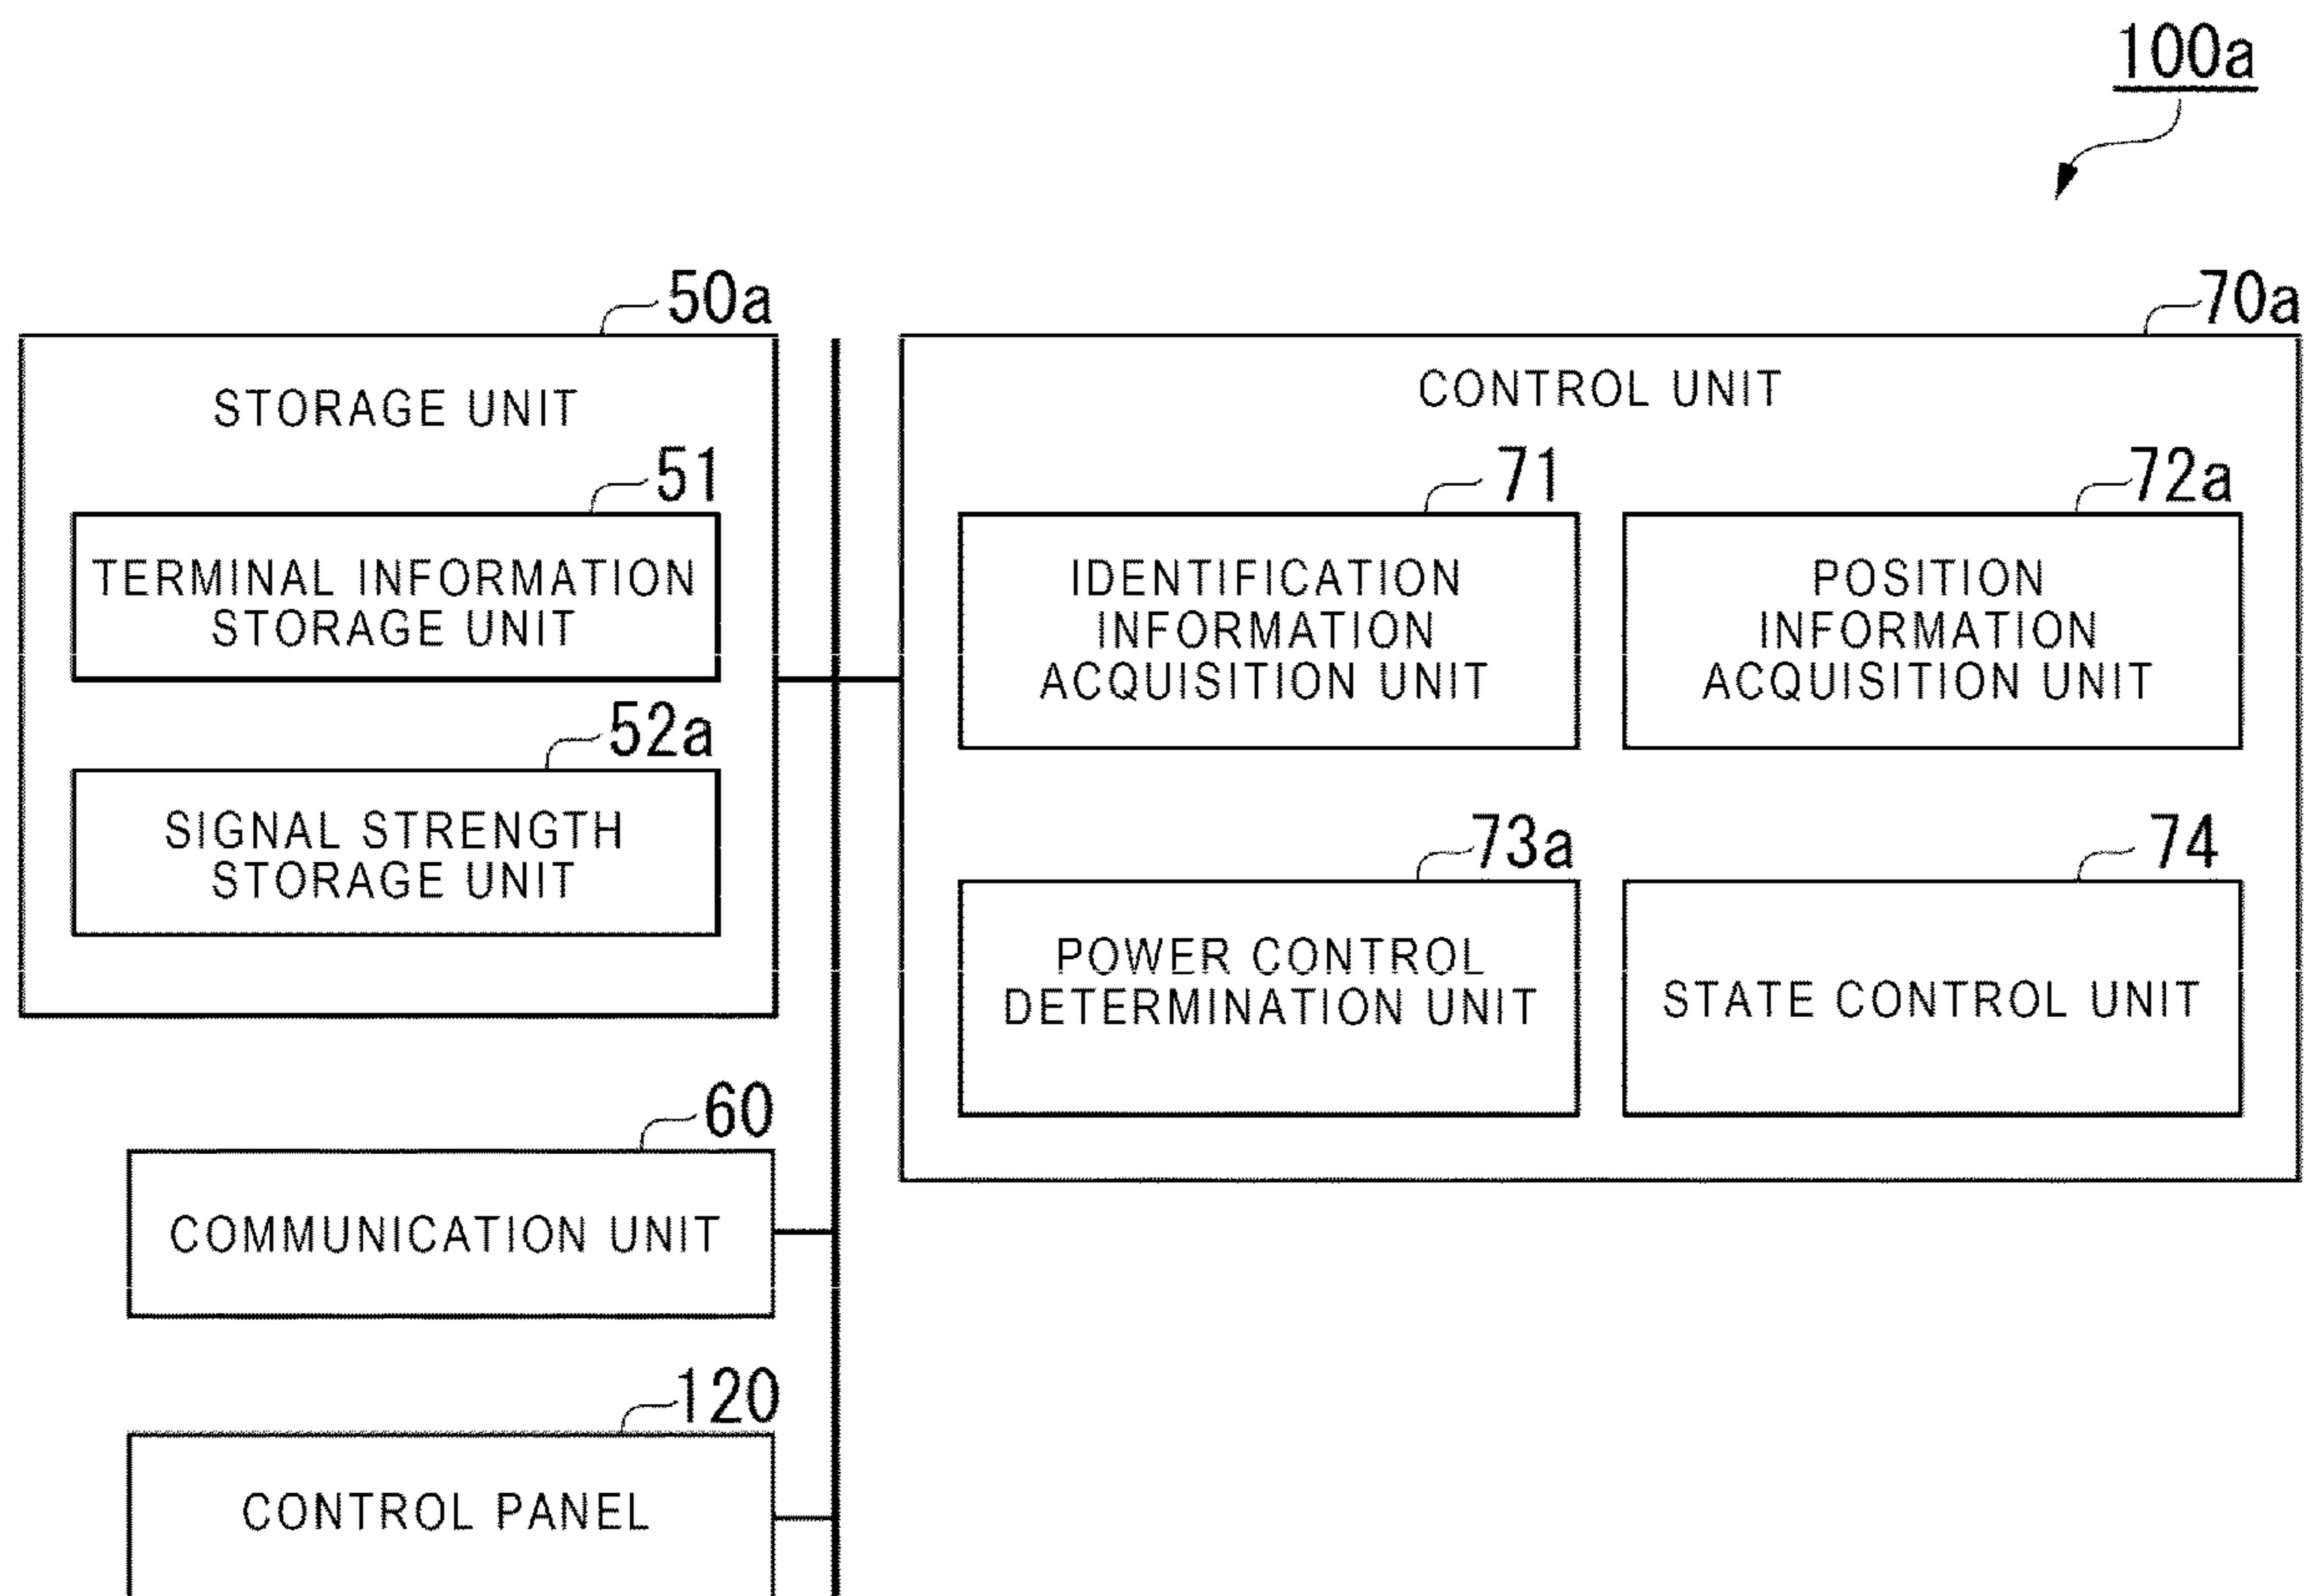 100a
50a
STORAGE UNIT
51
TERMINAL INFORMATION
STORAGE UNIT
52a
SIGNAL STRENGTH
STORAGE UNIT
70a
CONTROL UNIT
71
IDENTIFICATION
INFORMATION
ACQUISITION UNIT
72a
POSITION
INFORMATION
ACQUISITION UNIT
73a
POWER CONTROL
DETERMINATION UNIT
74
STATE CONTROL UNIT
60
COMMUNICATION UNIT
120
CONTROL PANEL